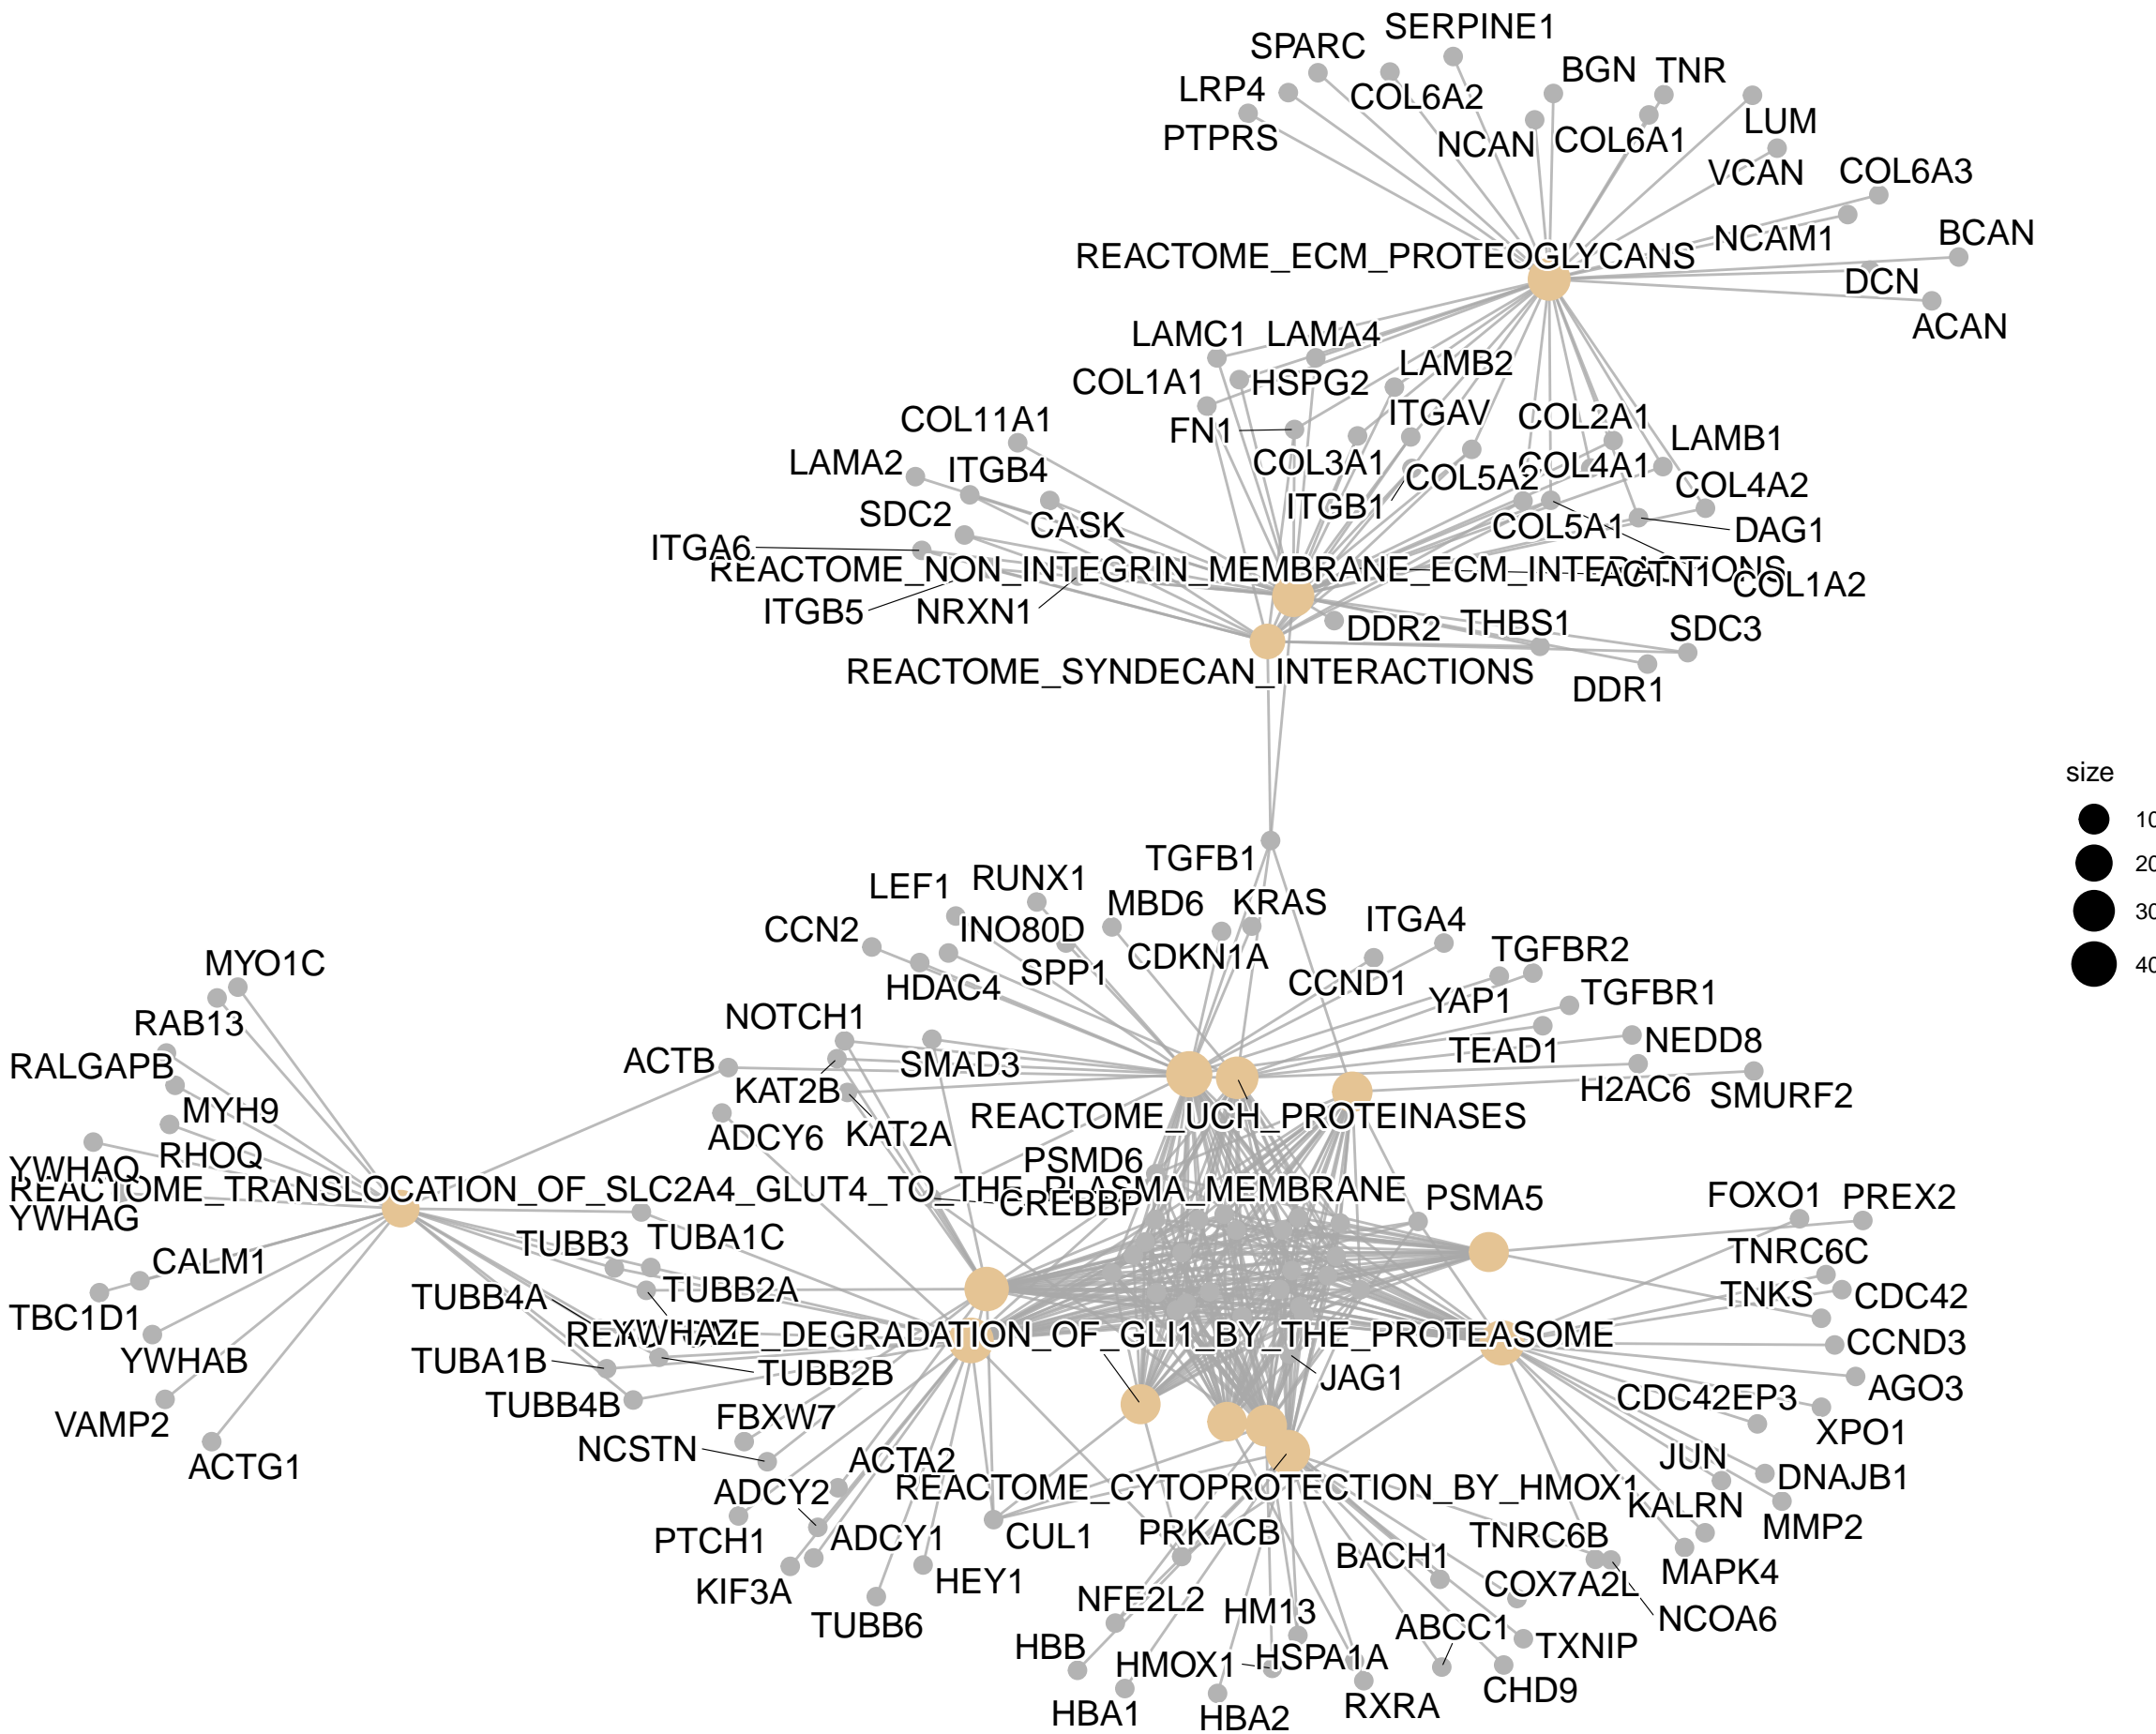 SERPINE1
SPARC
BGN
TNR
LRP4
COL6A2
LUM
PTPRS
NCAN
COL6A1
VCAN
COL6A3
NCAM1
BCAN
REACTOME_ECM_PROTEOGLYCANS
DCN
ACAN
LAMC1
LAMA4
LAMB2
COL1A1
HSPG2
COL11A1
FN1
ITGAV
COL2A1
LAMB1
LAMA2
ITGB4
COL3A1
COL5A2
COL4A1
COL4A2
SDC2
CASK
ITGB1
COL5A1
DAG1
ITGA6
REACTOME_NON_INTEGRIN_MEMBRANE_ECM_INTERACTIONS
ACTN1
COL1A2
ITGB5
NRXN1
DDR2
THBS1
SDC3
REACTOME_SYNDECAN_INTERACTIONS
DDR1
size
10
20
30
40
TGFB1
LEF1
RUNX1
MBD6
KRAS
ITGA4
CCN2
INO80D
CDKN1A
TGFBR2
MYO1C
HDAC4
SPP1
CCND1
YAP1
TGFBR1
RAB13
NOTCH1
TEAD1
NEDD8
RALGAPB
ACTB
KAT2B
SMAD3
H2AC6
SMURF2
MYH9
REACTOME_UCH_PROTEINASES
ADCY6
KAT2A
YWHAQ
RHOQ
PSMD6
REACTOME_TRANSLOCATION_OF_SLC2A4_GLUT4_TO_THE_PLASMA_MEMBRANE
CREBBP
PSMA5
FOXO1
PREX2
YWHAG
TUBB3
TUBA1C
TNRC6C
CALM1
TUBB2A
TNKS
CDC42
TBC1D1
TUBB4A
YWHAZ
REACTOME_DEGRADATION_OF_GLI1_BY_THE_PROTEASOME
CCND3
YWHAB
TUBA1B
TUBB2B
JAG1
AGO3
VAMP2
TUBB4B
FBXW7
CDC42EP3
XPO1
ACTG1
NCSTN
ACTA2
JUN
DNAJB1
ADCY2
REACTOME_CYTOPROTECTION_BY_HMOX1
KALRN
MMP2
PTCH1
ADCY1
CUL1
PRKACB
TNRC6B
BACH1
MAPK4
KIF3A
HEY1
NFE2L2
COX7A2L
NCOA6
TUBB6
HM13
ABCC1
TXNIP
HBB
HMOX1
HSPA1A
CHD9
HBA1
HBA2
RXRA